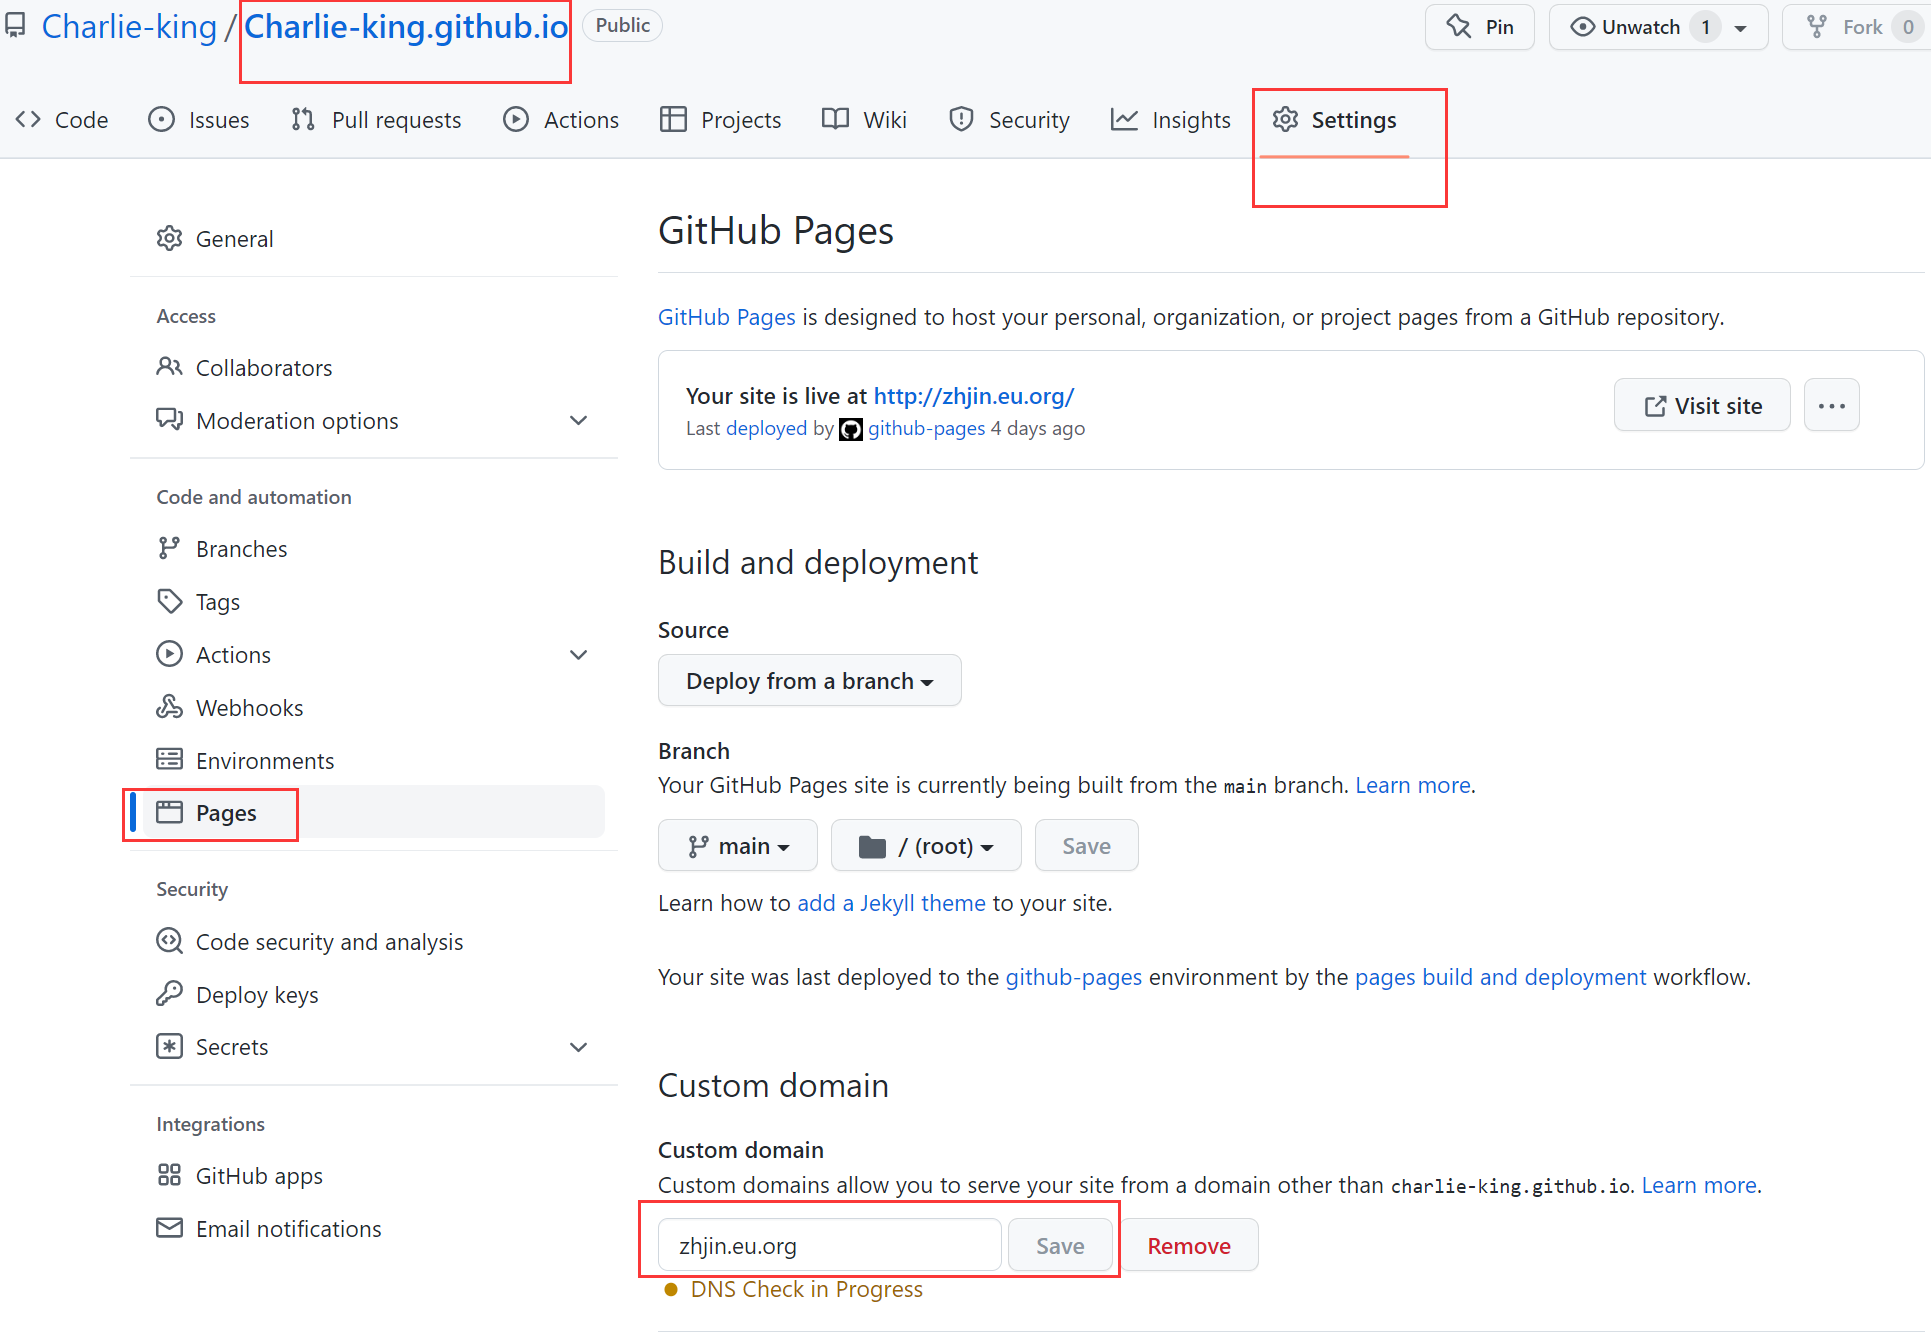 Charlie-king / Charlie-king.github.io Public Pin Unwatch 1 Fork 0
Code Issues Pull requests Actions Projects Wiki Security Insights Settings
General
Access
Collaborators
Moderation options
Code and automation
Branches
Tags
Actions
Webhooks
Environments
Pages
Security
Code security and analysis
Deploy keys
Secrets
Integrations
GitHub apps
Email notifications
GitHub Pages
GitHub Pages is designed to host your personal, organization, or project pages from a GitHub repository.
Your site is live at http://zhjin.eu.org/
Last deployed by github-pages 4 days ago
Visit site
Build and deployment
Source
Deploy from a branch
Branch
Your GitHub Pages site is currently being built from the main branch. Learn more.
main / (root) Save
Learn how to add a Jekyll theme to your site.
Your site was last deployed to the github-pages environment by the pages build and deployment workflow.
Custom domain
Custom domain
Custom domains allow you to serve your site from a domain other than charlie-king.github.io. Learn more.
zhjin.eu.org Save Remove
DNS Check in Progress